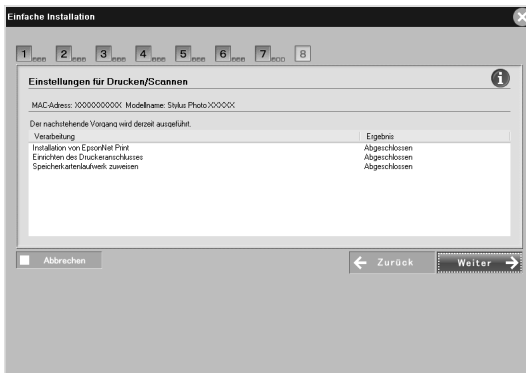 Einfache Installation
1 2 3 4 5 6 7 8
Einstellungen für Drucken/Scannen
MAC-Adress: XXXXXXXXXX Modellname: Stylus Photo XXXXXX
Der nachstehende Vorgang wird derzeit ausgeführt.
Verarbeitung Ergebnis
Installation von EpsonNet Print Abgeschlossen
Einrichten des Druckeranschlusses Abgeschlossen
Speicherkartenlaufwerk zuweisen Abgeschlossen
Abbrechen Zurück Weiter